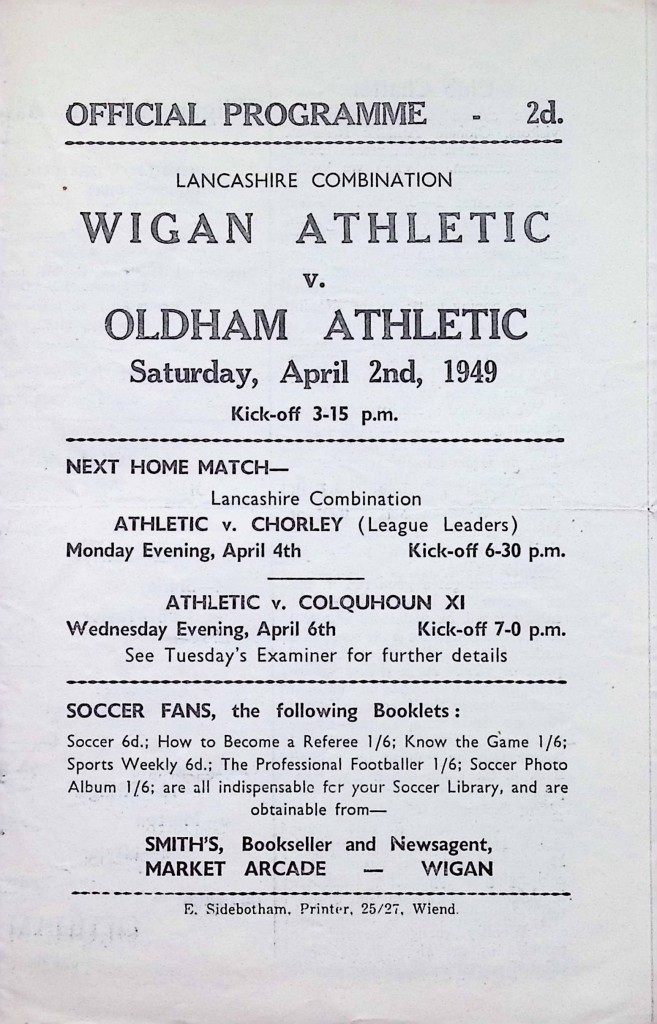 OFFICIAL PROGRAMME - 2d.
LANCASHIRE COMBINATION
WIGAN ATHLETIC
v.
OLDHAM ATHLETIC
Saturday, April 2nd, 1949
Kick-off 3-15 p.m.
NEXT HOME MATCH—
Lancashire Combination
ATHLETIC v. CHORLEY (League Leaders)
Monday Evening, April 4th Kick-off 6-30 p.m.
ATHLETIC v. COLQUHOUN XI
Wednesday Evening, April 6th Kick-off 7-0 p.m.
See Tuesday's Examiner for further details
SOCCER FANS, the following Booklets :
Soccer 6d.; How to Become a Referee 1/6; Know the Game 1/6;
Sports Weekly 6d.; The Professional Footballer 1/6; Soccer Photo
Album 1/6; are all indispensable for your Soccer Library, and are
obtainable from—
SMITH'S, Bookseller and Newsagent,
MARKET ARCADE — WIGAN
E. Sidebotham, Printer, 25/27, Wiend.